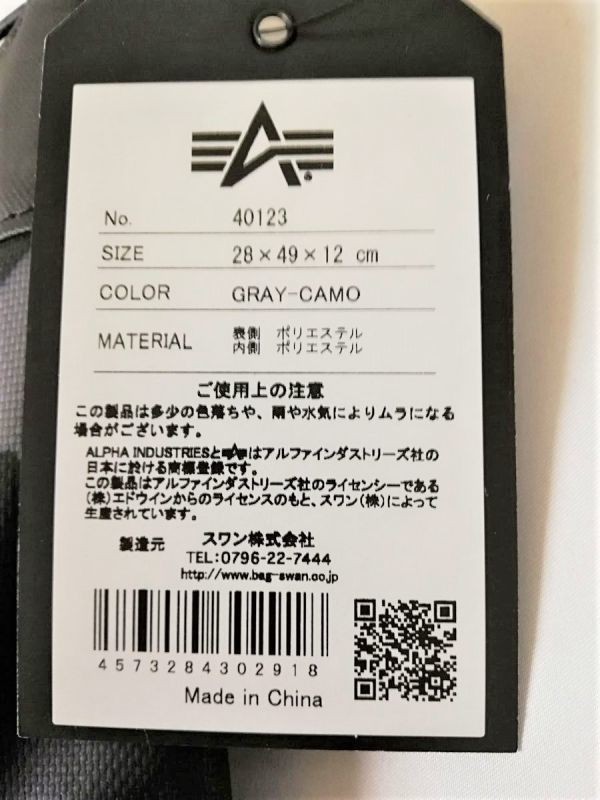 No. 40123
SIZE 28×49×12 cm
COLOR GRAY-CAMO
MATERIAL 表側 ポリエステル
内側 ポリエステル
ご使用上の注意
この製品は多少の色落ちや、雨や水気によりムラになる
場合がございます。
ALPHA INDUSTRIESとはアルファインダストリーズ社の
日本に於ける商標登録です。
この製品はアルファインダストリーズ社のライセンシーである
(株)エドウインからのライセンスのもと、スワン(株)によって
生産されています。
製造元 スワン株式会社
TEL:0796-22-7444
http://www.bag-swan.co.jp
4573284302918
Made in China